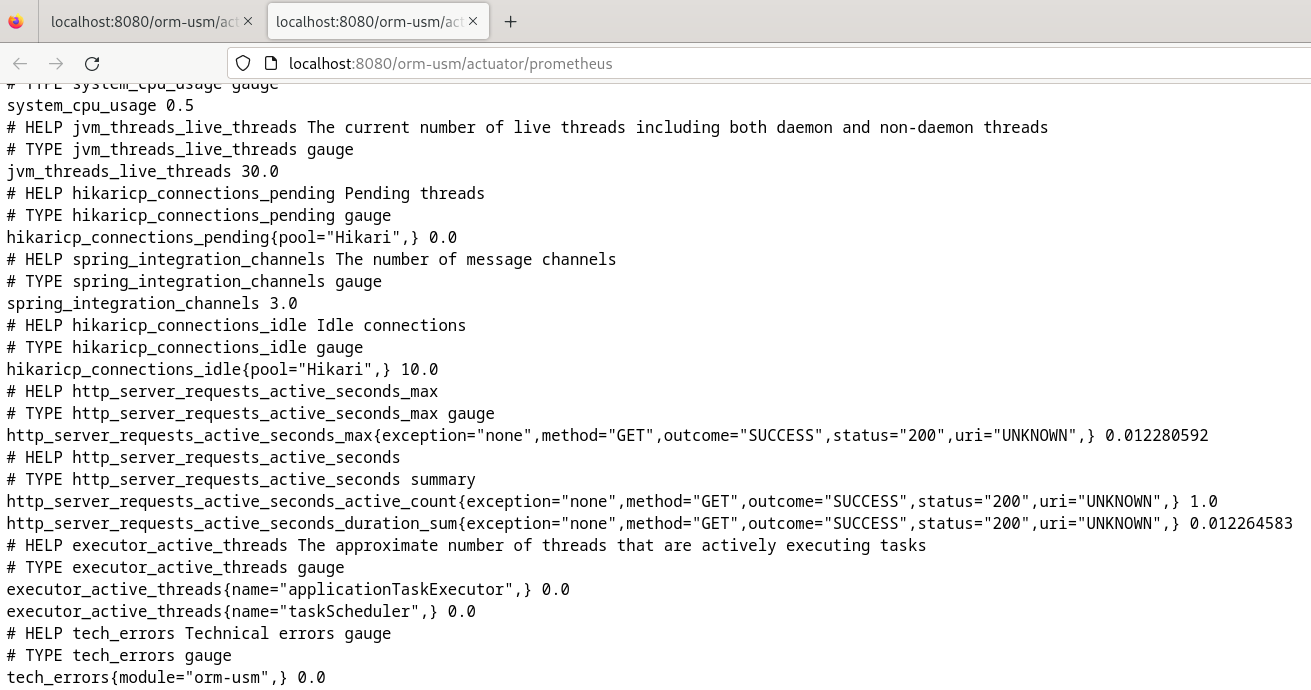 localhost:8080/orm-usm/act
localhost:8080/orm-usm/act
localhost:8080/orm-usm/actuator/prometheus
# TYPE system_cpu_usage gauge
system_cpu_usage 0.5
# HELP jvm_threads_live_threads The current number of live threads including both daemon and non-daemon threads
# TYPE jvm_threads_live_threads gauge
jvm_threads_live_threads 30.0
# HELP hikaricp_connections_pending Pending threads
# TYPE hikaricp_connections_pending gauge
hikaricp_connections_pending{pool="Hikari",} 0.0
# HELP spring_integration_channels The number of message channels
# TYPE spring_integration_channels gauge
spring_integration_channels 3.0
# HELP hikaricp_connections_idle Idle connections
# TYPE hikaricp_connections_idle gauge
hikaricp_connections_idle{pool="Hikari",} 10.0
# HELP http_server_requests_active_seconds_max
# TYPE http_server_requests_active_seconds_max gauge
http_server_requests_active_seconds_max{exception="none",method="GET",outcome="SUCCESS",status="200",uri="UNKNOWN",} 0.012280592
# HELP http_server_requests_active_seconds
# TYPE http_server_requests_active_seconds summary
http_server_requests_active_seconds_active_count{exception="none",method="GET",outcome="SUCCESS",status="200",uri="UNKNOWN",} 1.0
http_server_requests_active_seconds_duration_sum{exception="none",method="GET",outcome="SUCCESS",status="200",uri="UNKNOWN",} 0.012264583
# HELP executor_active_threads The approximate number of threads that are actively executing tasks
# TYPE executor_active_threads gauge
executor_active_threads{name="applicationTaskExecutor",} 0.0
executor_active_threads{name="taskScheduler",} 0.0
# HELP tech_errors Technical errors gauge
# TYPE tech_errors gauge
tech_errors{module="orm-usm",} 0.0